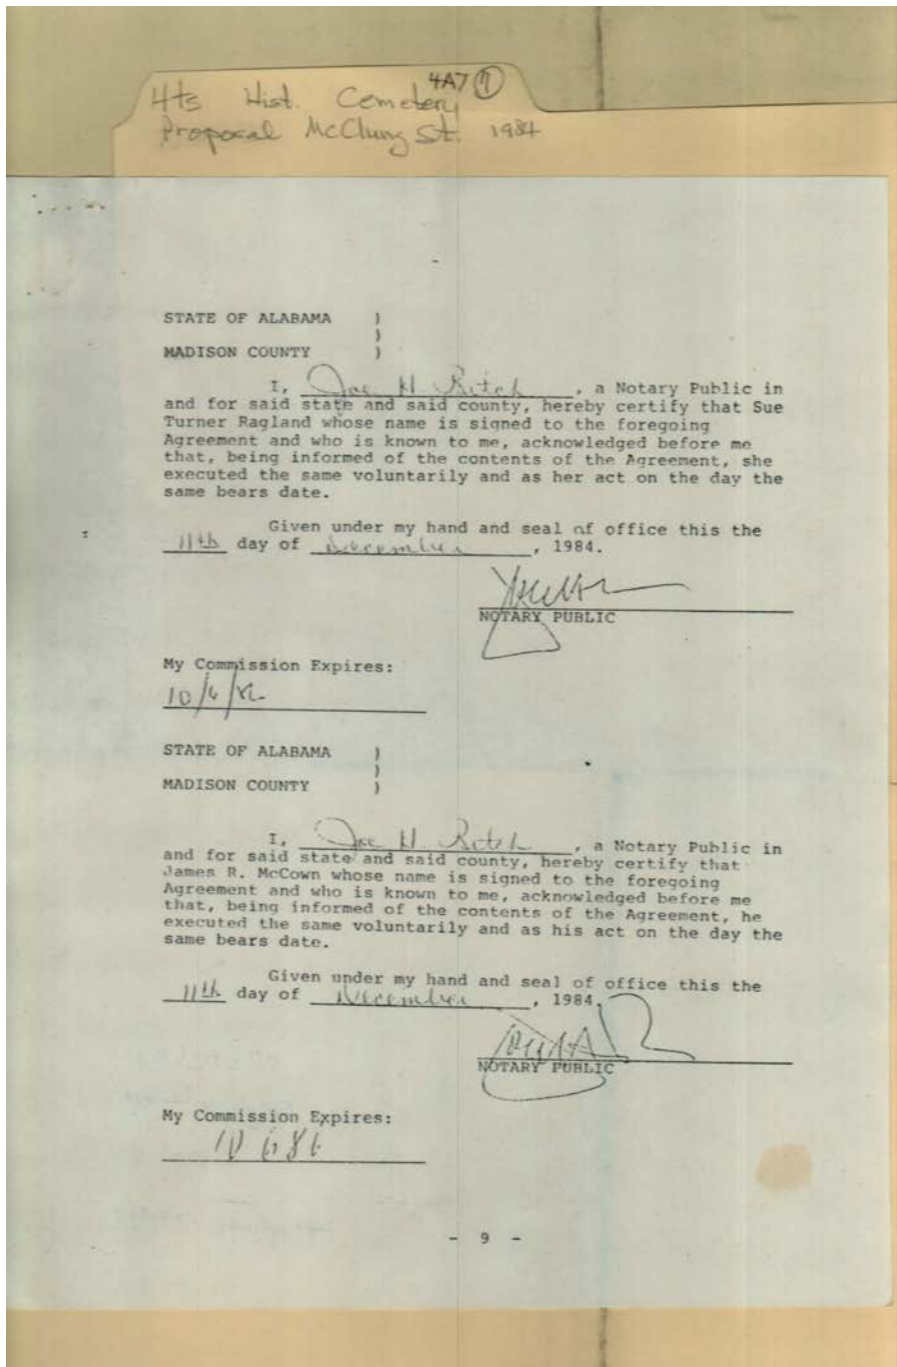 4A7 7
Hts Hist. Cemetery
Proposal McClung St. 1984
STATE OF ALABAMA )
)
MADISON COUNTY )
I, Joe H. Ritch, a Notary Public in
and for said state and said county, hereby certify that Sue
Turner Ragland whose name is signed to the foregoing
Agreement and who is known to me, acknowledged before me
that, being informed of the contents of the Agreement, she
executed the same voluntarily and as her act on the day the
same bears date.
Given under my hand and seal of office this the
11th day of December, 1984.
NOTARY PUBLIC
My Commission Expires:
STATE OF ALABAMA )
)
MADISON COUNTY )
I, Joe H. Ritch, a Notary Public in
and for said state and said county, hereby certify that
James R. McCown whose name is signed to the foregoing
Agreement and who is known to me, acknowledged before me
that, being informed of the contents of the Agreement, he
executed the same voluntarily and as his act on the day the
same bears date.
Given under my hand and seal of office this the
11th day of December, 1984.
NOTARY PUBLIC
My Commission Expires:
10 6 86
- 9 -